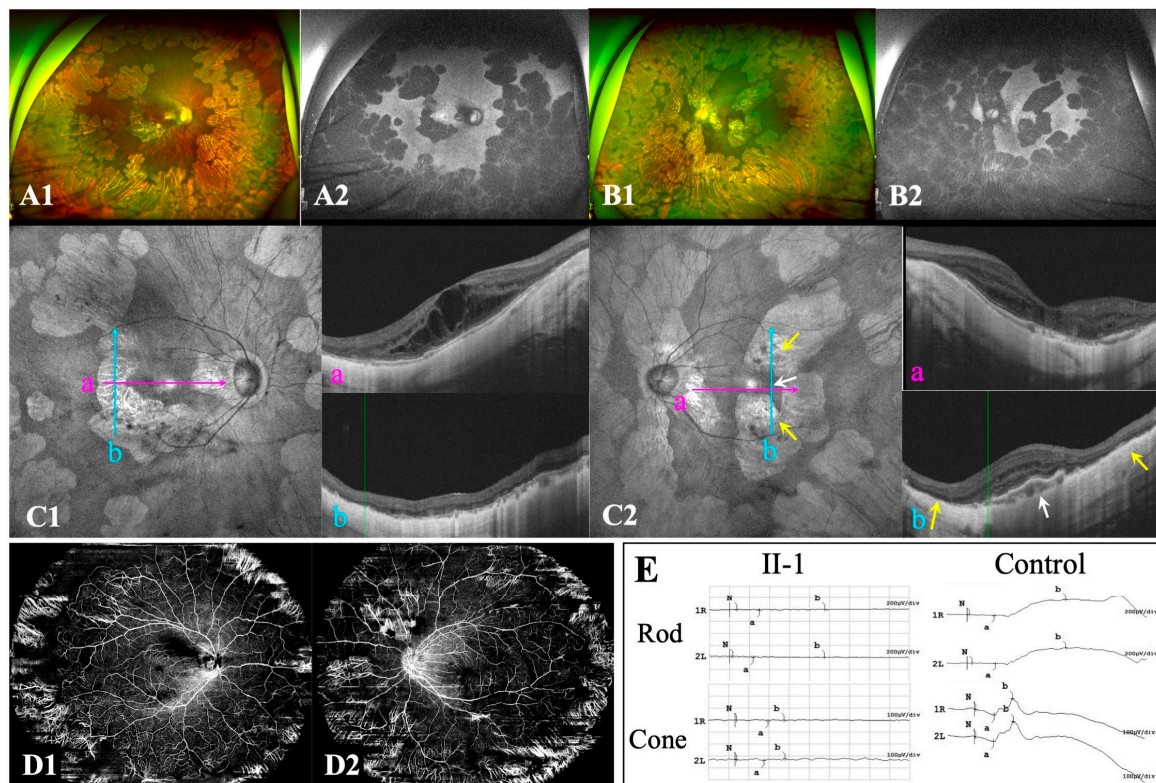 A1
A2
B1
B2
a
b
C1
a
b
a
b
C2
a
b
D1
D2
E
II-1
Control
Rod
N
b
1R
a
200μV/div
2L
b
a
200μV/div
N
b
1R
a
200μV/div
N
b
2L
a
200μV/div
Cone
N
b
1R
a
100μV/div
N
b
2L
a
100μV/div
N
b
1R
a
100μV/div
N
b
2L
a
100μV/div